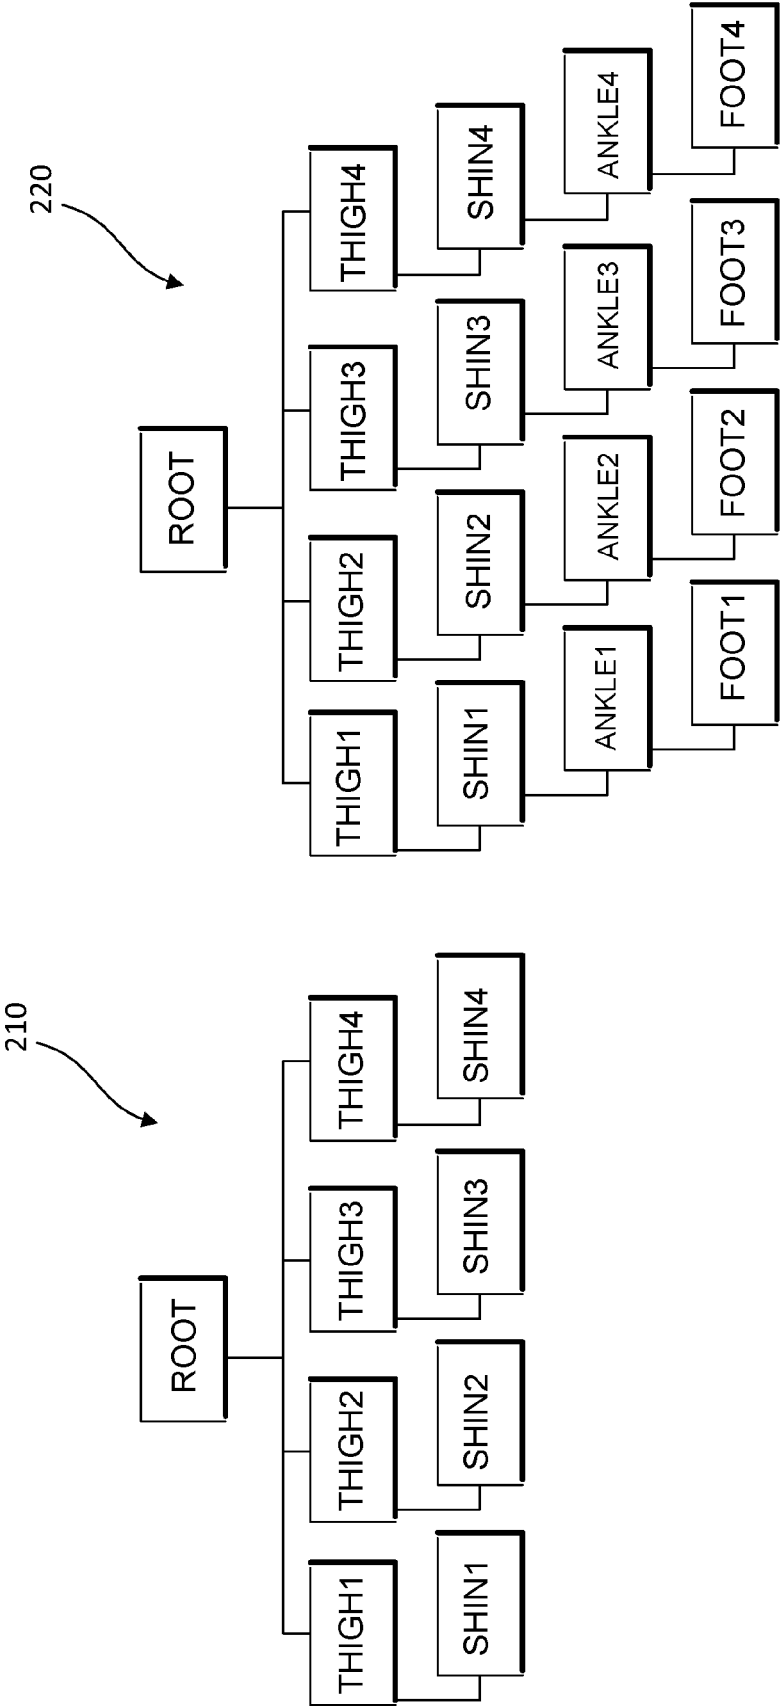 210
ROOT
THIGH1
THIGH2
THIGH3
THIGH4
SHIN1
SHIN2
SHIN3
SHIN4
220
ROOT
THIGH1
THIGH2
THIGH3
THIGH4
SHIN1
SHIN2
SHIN3
SHIN4
ANKLE1
ANKLE2
ANKLE3
ANKLE4
FOOT1
FOOT2
FOOT3
FOOT4